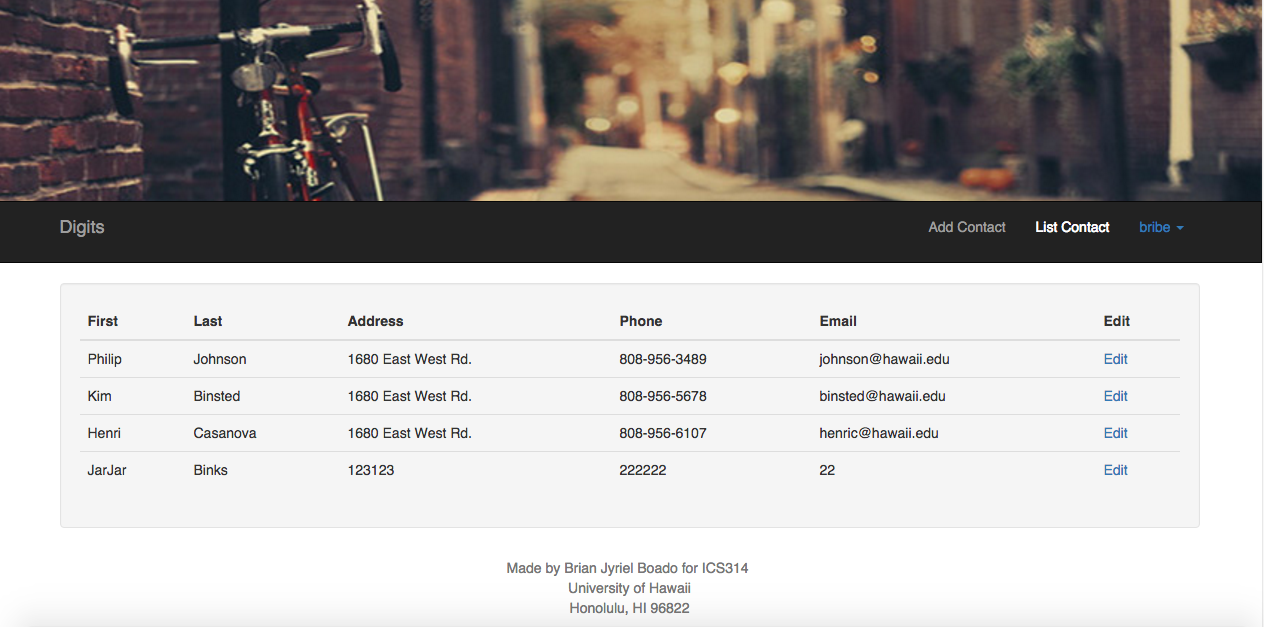 Digits Add Contact List Contact bribe
First Last Address Phone Email Edit
Philip Johnson 1680 East West Rd. 808-956-3489 johnson@hawaii.edu Edit
Kim Binsted 1680 East West Rd. 808-956-5678 binsted@hawaii.edu Edit
Henri Casanova 1680 East West Rd. 808-956-6107 henric@hawaii.edu Edit
JarJar Binks 123123 222222 22 Edit
Made by Brian Jyriel Boado for ICS314
University of Hawaii
Honolulu, HI 96822